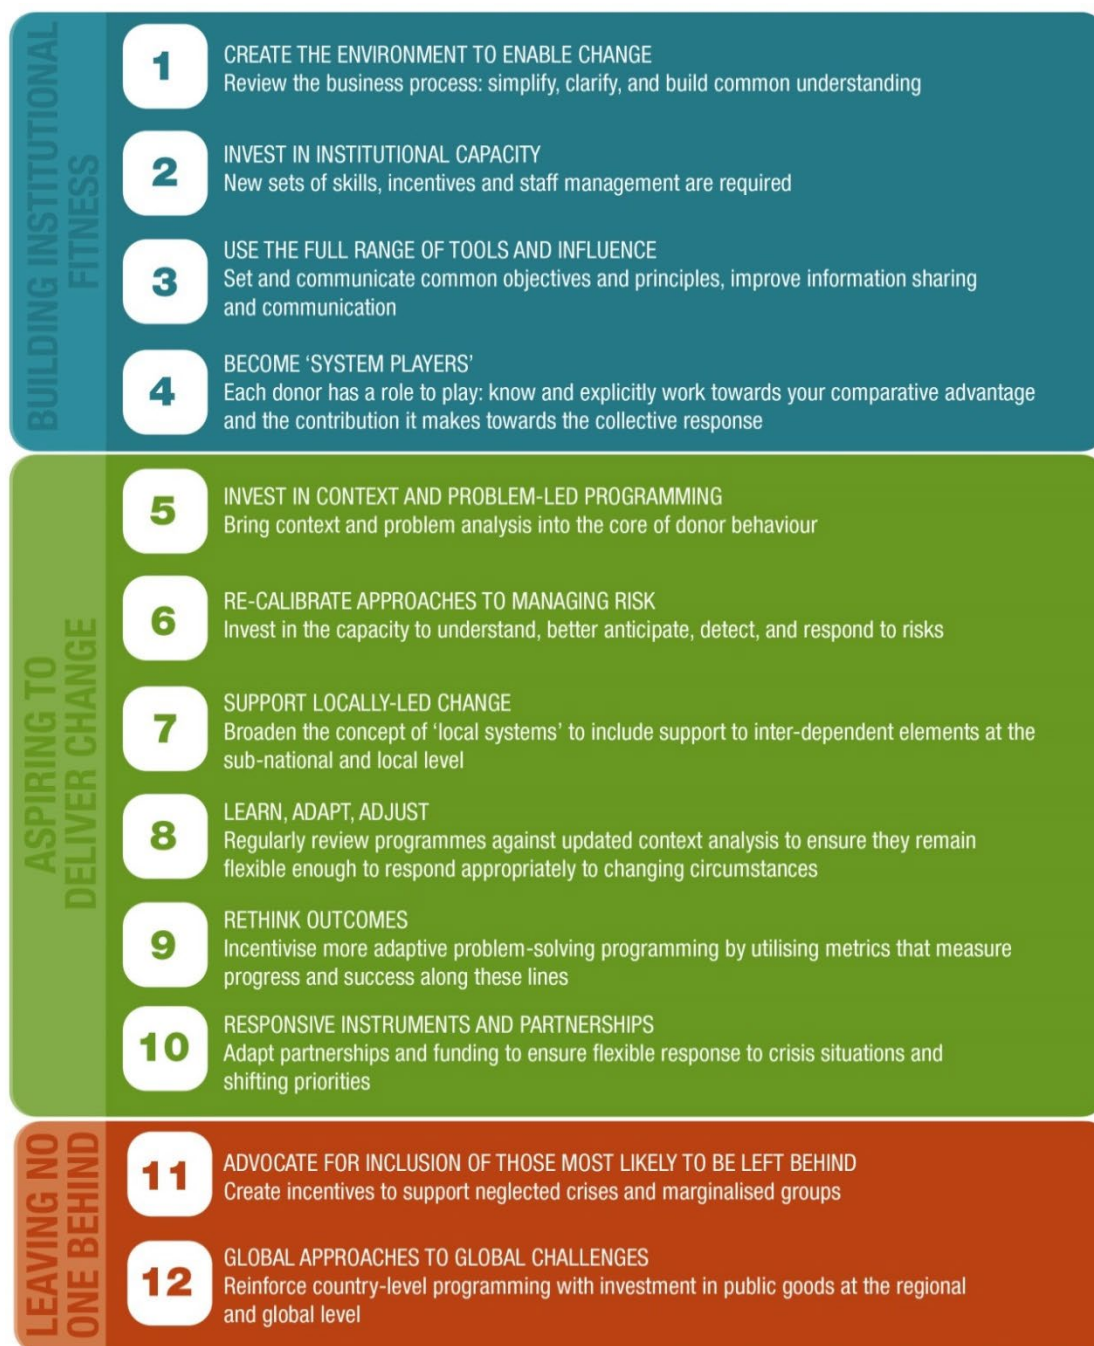 BUILDING INSTITUTIONAL
FITNESS
1
CREATE THE ENVIRONMENT TO ENABLE CHANGE
Review the business process: simplify, clarify, and build common understanding
2
INVEST IN INSTITUTIONAL CAPACITY
New sets of skills, incentives and staff management are required
3
USE THE FULL RANGE OF TOOLS AND INFLUENCE
Set and communicate common objectives and principles, improve information sharing
and communication
4
BECOME ‘SYSTEM PLAYERS’
Each donor has a role to play: know and explicitly work towards your comparative advantage
and the contribution it makes towards the collective response
ASPIRING TO
DELIVER CHANGE
5
INVEST IN CONTEXT AND PROBLEM-LED PROGRAMMING
Bring context and problem analysis into the core of donor behaviour
6
RE-CALIBRATE APPROACHES TO MANAGING RISK
Invest in the capacity to understand, better anticipate, detect, and respond to risks
7
SUPPORT LOCALLY-LED CHANGE
Broaden the concept of ‘local systems’ to include support to inter-dependent elements at the
sub-national and local level
8
LEARN, ADAPT, ADJUST
Regularly review programmes against updated context analysis to ensure they remain
flexible enough to respond appropriately to changing circumstances
9
RETHINK OUTCOMES
Incentivise more adaptive problem-solving programming by utilising metrics that measure
progress and success along these lines
10
RESPONSIVE INSTRUMENTS AND PARTNERSHIPS
Adapt partnerships and funding to ensure flexible response to crisis situations and
shifting priorities
LEAVING NO
ONE BEHIND
11
ADVOCATE FOR INCLUSION OF THOSE MOST LIKELY TO BE LEFT BEHIND
Create incentives to support neglected crises and marginalised groups
12
GLOBAL APPROACHES TO GLOBAL CHALLENGES
Reinforce country-level programming with investment in public goods at the regional
and global level